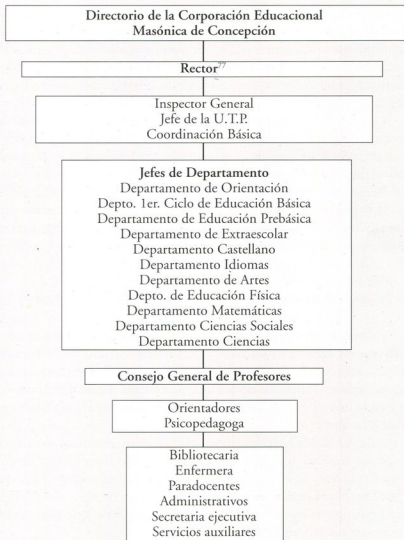 Directorio de la Corporación Educacional
Masónica de Concepción
Rector77
Inspector General
Jefe de la U.T.P.
Coordinación Básica
Jefes de Departamento
Departamento de Orientación
Depto. 1er. Ciclo de Educación Básica
Departamento de Educación Prebásica
Departamento de Extraescolar
Departamento Castellano
Departamento Idiomas
Departamento de Artes
Depto. de Educación Física
Departamento Matemáticas
Departamento Ciencias Sociales
Departamento Ciencias
Consejo General de Profesores
Orientadores
Psicopedagoga
Bibliotecaria
Enfermera
Paradocentes
Administrativos
Secretaria ejecutiva
Servicios auxiliares